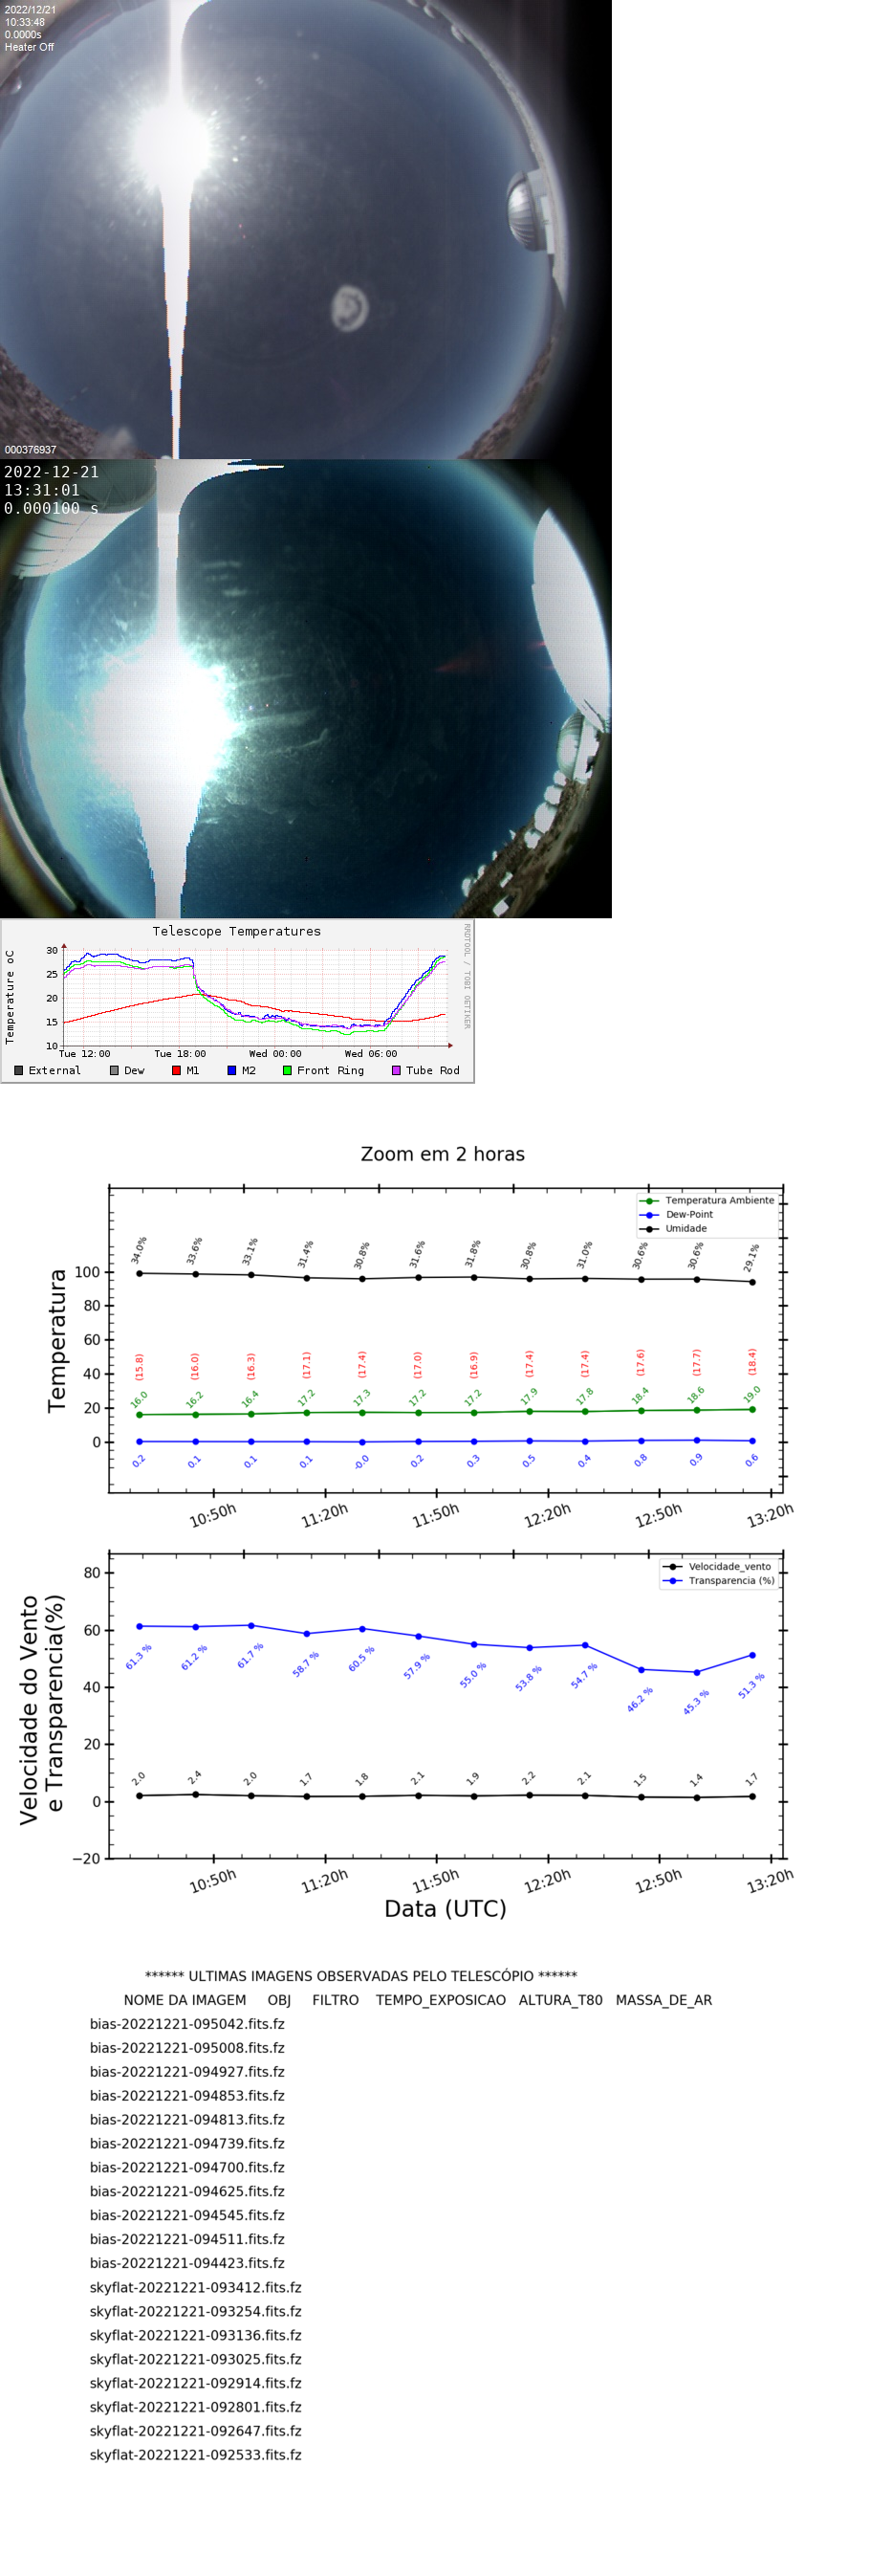 2022/12/21
10:33:48
0.0000s
Heater Off
000376937
2022-12-21
13:31:01
0.000100 s
Telescope Temperatures
RRDTOOL / TOBI OETIKER
Temperature oC
30
25
20
15
10
Tue 12:00 Tue 18:00 Wed 00:00 Wed 06:00
External Dew M1 M2 Front Ring Tube Rod
Zoom em 2 horas
Temperatura Ambiente
Dew-Point
Umidade
34.0% 33.6% 33.1% 31.4% 30.8% 31.6% 31.8% 30.8% 31.0% 30.6% 30.6% 29.1%
Temperatura
100
80
60
40
20
0
(15.8) (16.0) (16.3) (17.1) (17.4) (17.0) (16.9) (17.4) (17.4) (17.6) (17.7) (18.4)
16.0 16.2 16.4 17.2 17.3 17.2 17.2 17.9 17.8 18.4 18.6 19.0
0.2 0.1 0.1 0.1 -0.0 0.2 0.3 0.5 0.4 0.8 0.9 0.6
10:50h 11:20h 11:50h 12:20h 12:50h 13:20h
Velocidade_vento
Transparencia (%)
Velocidade do Vento
e Transparencia(%)
80
60
40
20
0
−20
61.3 % 61.2 % 61.7 % 58.7 % 60.5 % 57.9 % 55.0 % 53.8 % 54.7 % 46.2 % 45.3 % 51.3 %
2.0 2.4 2.0 1.7 1.8 2.1 1.9 2.2 2.1 1.5 1.4 1.7
10:50h 11:20h 11:50h 12:20h 12:50h 13:20h
Data (UTC)
****** ULTIMAS IMAGENS OBSERVADAS PELO TELESCÓPIO ******
NOME DA IMAGEM OBJ FILTRO TEMPO_EXPOSICAO ALTURA_T80 MASSA_DE_AR
bias-20221221-095042.fits.fz
bias-20221221-095008.fits.fz
bias-20221221-094927.fits.fz
bias-20221221-094853.fits.fz
bias-20221221-094813.fits.fz
bias-20221221-094739.fits.fz
bias-20221221-094700.fits.fz
bias-20221221-094625.fits.fz
bias-20221221-094545.fits.fz
bias-20221221-094511.fits.fz
bias-20221221-094423.fits.fz
skyflat-20221221-093412.fits.fz
skyflat-20221221-093254.fits.fz
skyflat-20221221-093136.fits.fz
skyflat-20221221-093025.fits.fz
skyflat-20221221-092914.fits.fz
skyflat-20221221-092801.fits.fz
skyflat-20221221-092647.fits.fz
skyflat-20221221-092533.fits.fz